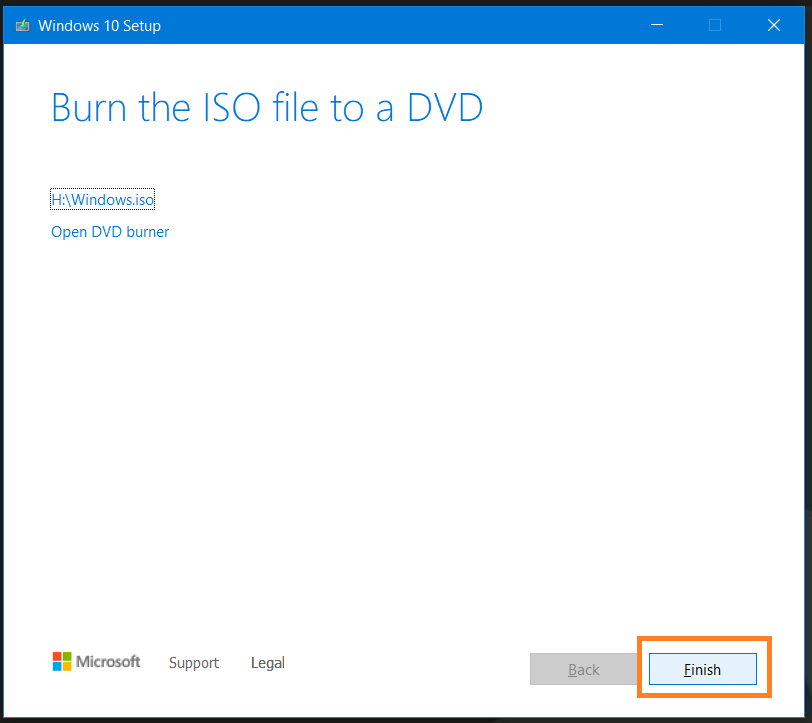 Windows 10 Setup
Burn the ISO file to a DVD
H:\Windows.iso
Open DVD burner
Microsoft Support Legal Back Finish